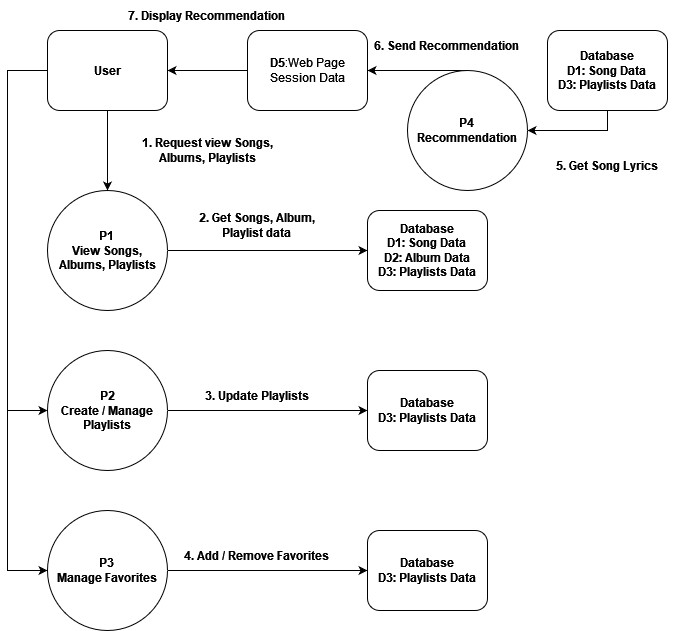 7. Display Recommendation
User
D5:Web Page
Session Data
6. Send Recommendation
Database
D1: Song Data
D3: Playlists Data
P4
Recommendation
5. Get Song Lyrics
1. Request view Songs,
Albums, Playlists
P1
View Songs,
Albums, Playlists
2. Get Songs, Album,
Playlist data
Database
D1: Song Data
D2: Album Data
D3: Playlists Data
P2
Create / Manage
Playlists
3. Update Playlists
Database
D3: Playlists Data
P3
Manage Favorites
4. Add / Remove Favorites
Database
D3: Playlists Data